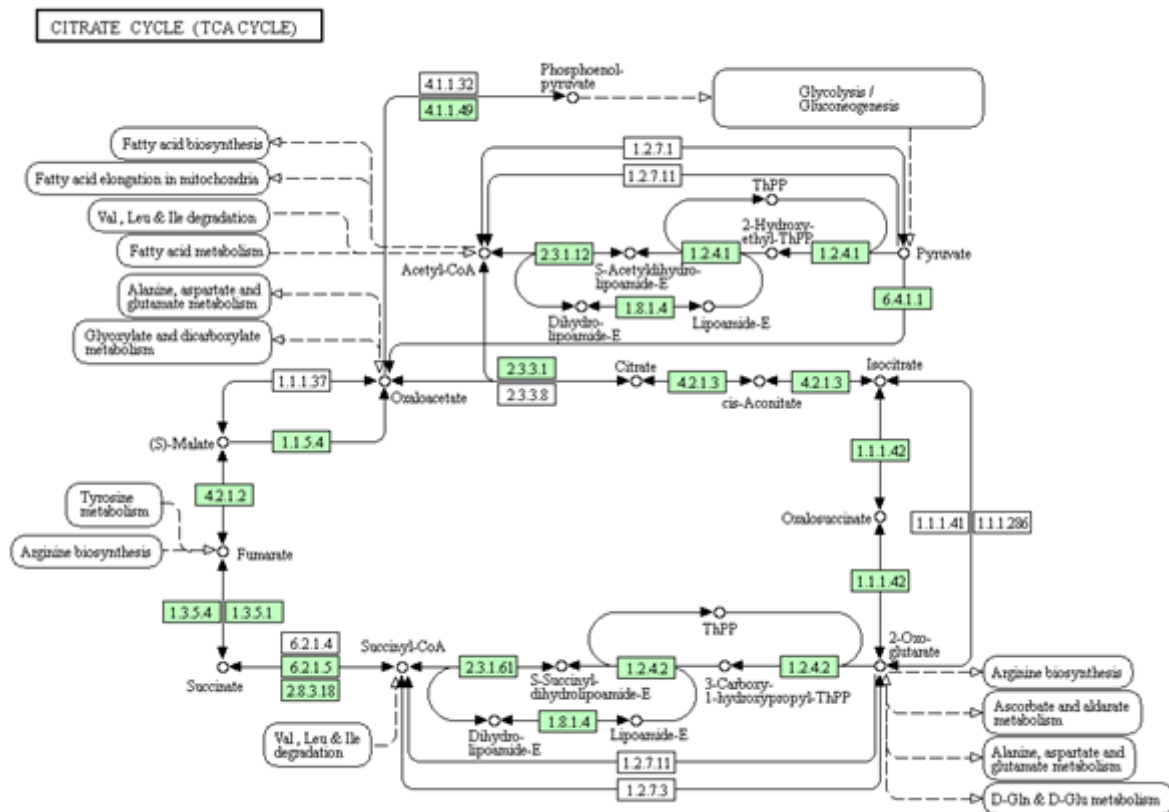 CITRATE CYCLE (TCA CYCLE)
4.1.1.32
4.1.1.49
Phosphoenol-
pyruvate
Glycolysis /
Gluconeogenesis
Fatty acid biosynthesis
Fatty acid elongation in mitochondria
Val, Leu & Ile degradation
Fatty acid metabolism
1.2.7.1
1.2.7.11
ThPP
2-Hydroxy-
ethyl-ThPP
Acetyl-CoA
2.3.1.12
S-Acetyldihydro-
lipoamide-E
1.2.4.1
1.2.4.1
Pyruvate
Alanine, aspartate and
glutamate metabolism
Dihydro-
lipoamide-E
1.8.1.4
Lipoamide-E
6.4.1.1
Glyoxylate and dicarboxylate
metabolism
1.1.1.37
Oxaloacetate
2.3.3.1
2.3.3.8
Citrate
4.2.1.3
cis-Aconitate
4.2.1.3
Isocitrate
(S)-Malate
1.1.5.4
1.1.1.42
4.2.1.2
Tyrosine
metabolism
Oxalosuccinate
1.1.1.41
1.1.1.286
Arginine biosynthesis
Fumarate
1.1.1.42
1.3.5.4
1.3.5.1
ThPP
6.2.1.4
6.2.1.5
2.8.3.18
Succinate
Succinyl-CoA
2.3.1.61
S-Succinyl-
dihydrolipoamide-E
1.2.4.2
3-Carboxy-
1-hydroxypropyl-ThPP
1.2.4.2
2-Oxo-
glutarate
Arginine biosynthesis
Ascorbate and aldarate
metabolism
Val, Leu & Ile
degradation
Dihydro-
lipoamide-E
1.8.1.4
Lipoamide-E
Alanine, aspartate and
glutamate metabolism
1.2.7.11
1.2.7.3
D-Gln & D-Glu metabolism